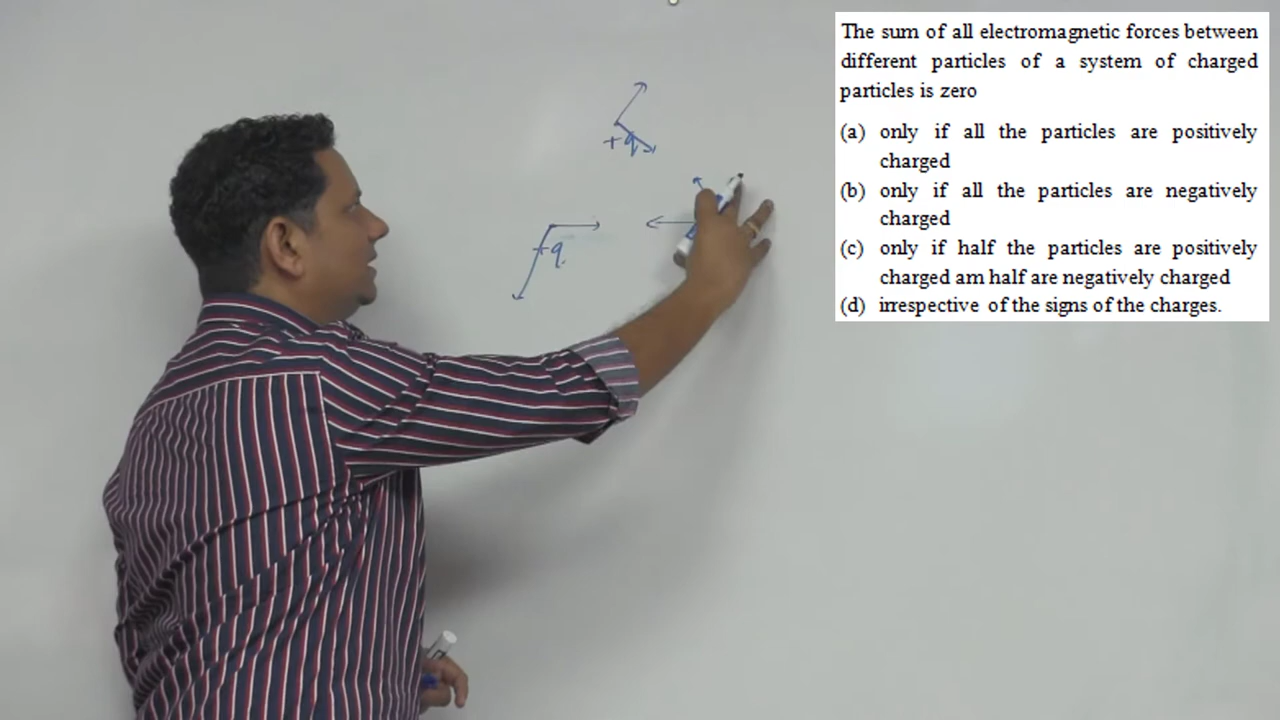 The sum of all electromagnetic forces between
different particles of a system of charged
particles is zero
(a) only if all the particles are positively
charged
(b) only if all the particles are negatively
charged
(c) only if half the particles are positively
charged am half are negatively charged
(d) irrespective of the signs of the charges.
+q
+q